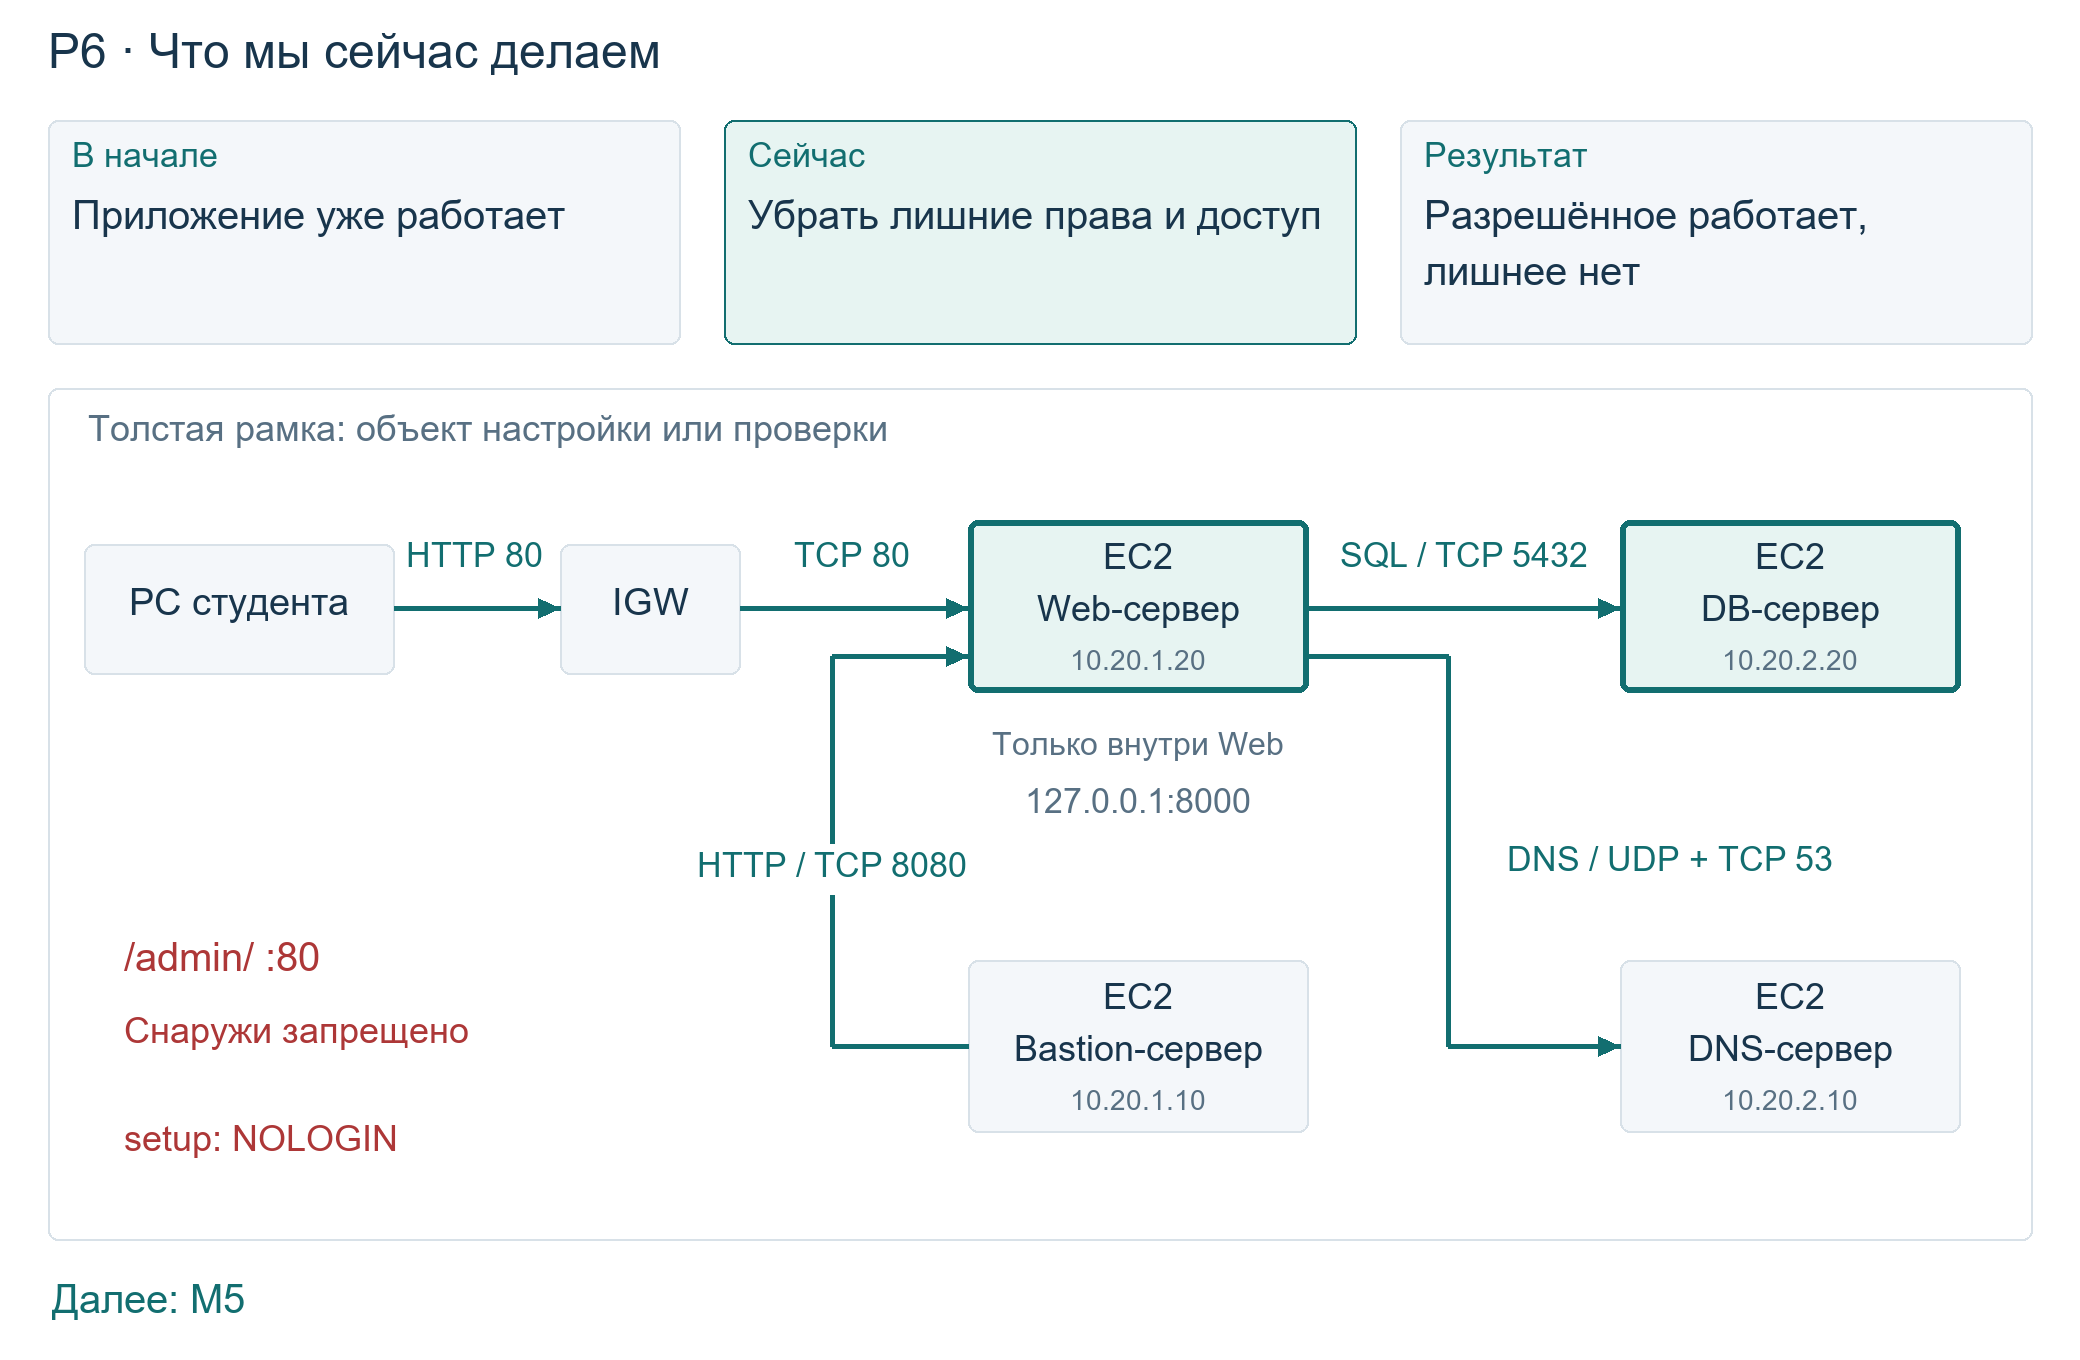 P6 · Что мы сейчас делаем
В начале
Приложение уже работает
Сейчас
Убрать лишние права и доступ
Результат
Разрешённое работает,
лишнее нет
Толстая рамка: объект настройки или проверки
PC студента
HTTP 80
IGW
TCP 80
EC2
Web-сервер
10.20.1.20
SQL / TCP 5432
EC2
DB-сервер
10.20.2.20
Только внутри Web
127.0.0.1:8000
HTTP / TCP 8080
DNS / UDP + TCP 53
/admin/ :80
Снаружи запрещено
setup: NOLOGIN
EC2
Bastion-сервер
10.20.1.10
EC2
DNS-сервер
10.20.2.10
Далее: M5